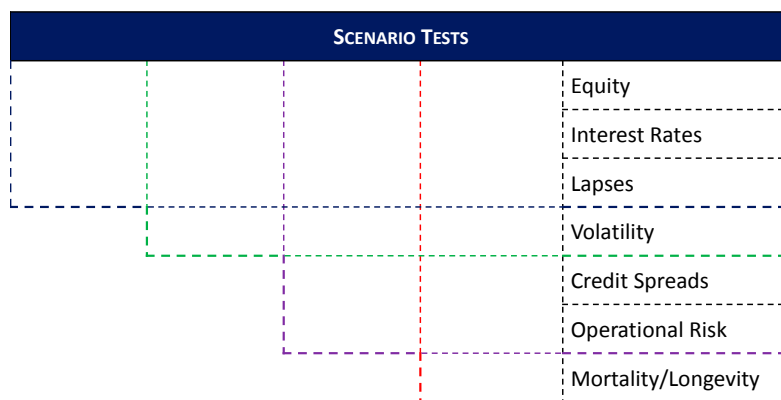 SCENARIO TESTS
Equity
Interest Rates
Lapses
Volatility
Credit Spreads
Operational Risk
Mortality/Longevity